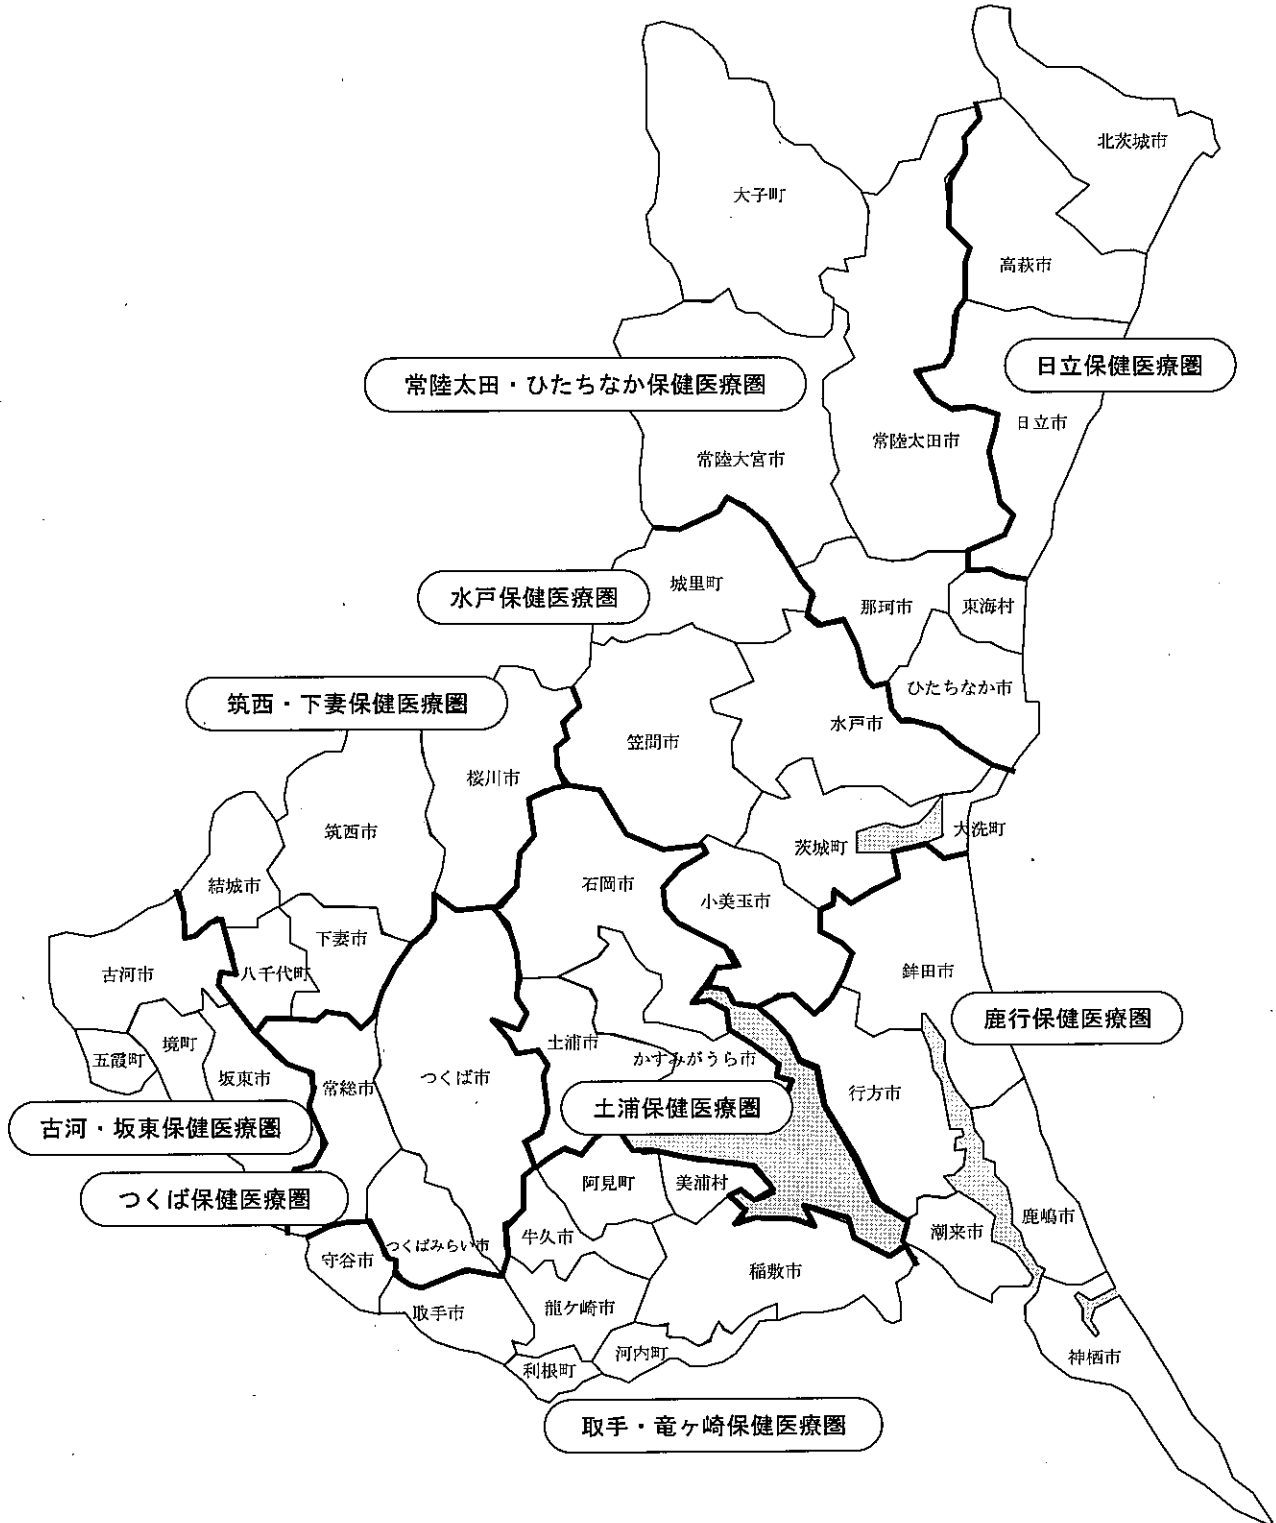 北茨城市
大子町
高萩市
日立保健医療圏
常陸太田・ひたちなか保健医療圏
日立市
常陸太田市
常陸大宮市
城里町
水戸保健医療圏
那珂市
東海村
ひたちなか市
筑西・下妻保健医療圏
水戸市
笠間市
桜川市
筑西市
大洗町
茨城町
結城市
石岡市
小美玉市
下妻市
古河市
八千代町
鉾田市
鹿行保健医療圏
境町
土浦市
五霞町
かすみがうら市
坂東市
つくば市
常総市
行方市
土浦保健医療圏
古河・坂東保健医療圏
阿見町
美浦村
つくば保健医療圏
鹿嶋市
潮来市
牛久市
つくばみらい市
守谷市
稲敷市
取手市
龍ケ崎市
河内町
神栖市
利根町
取手・竜ヶ崎保健医療圏